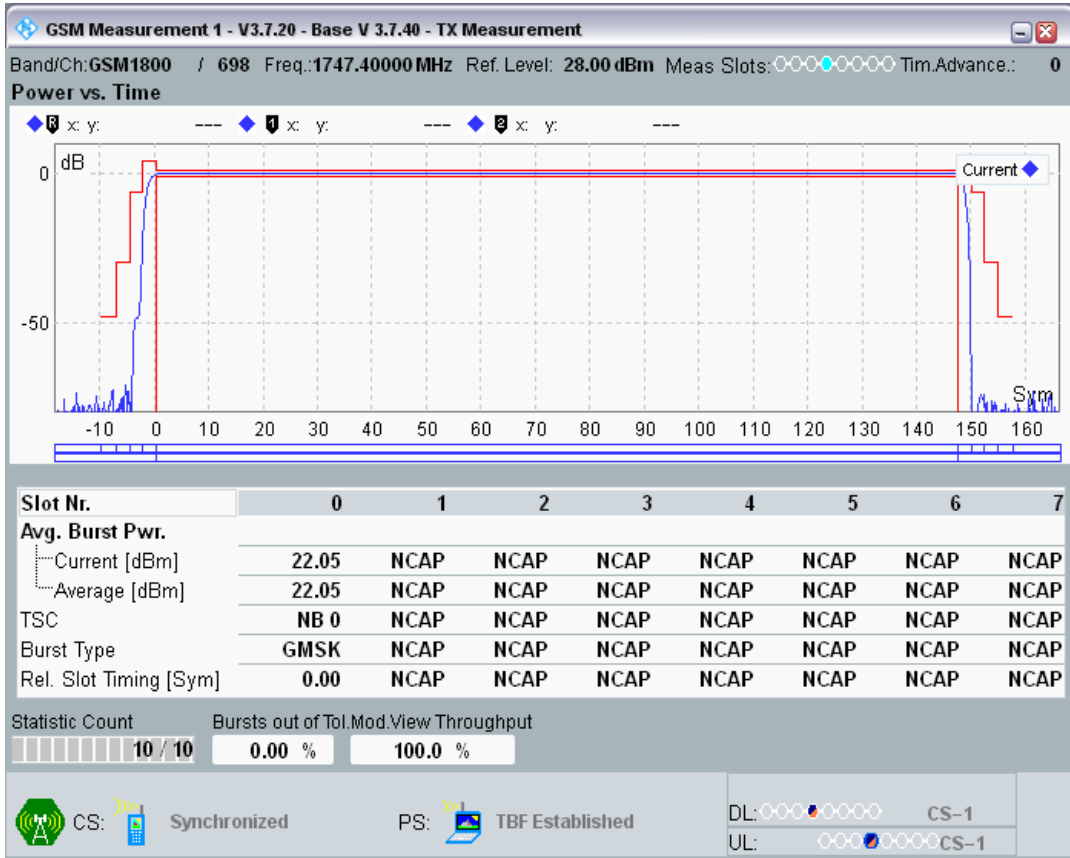 GSM Measurement 1 - V3.7.20 - Base V 3.7.40 - TX Measurement
Band/Ch:GSM1800 / 698 Freq.:1747.40000 MHz Ref. Level: 28.00 dBm Meas Slots: Tim.Advance.: 0
Power vs. Time
R x: y: --- 1 x: y: --- 2 x: y: ---
dB
Current
0
-50
Sym
-10 0 10 20 30 40 50 60 70 80 90 100 110 120 130 140 150 160
Slot Nr. 0 1 2 3 4 5 6 7
Avg. Burst Pwr.
Current [dBm] 22.05 NCAP NCAP NCAP NCAP NCAP NCAP NCAP
Average [dBm] 22.05 NCAP NCAP NCAP NCAP NCAP NCAP NCAP
TSC NB 0 NCAP NCAP NCAP NCAP NCAP NCAP NCAP
Burst Type GMSK NCAP NCAP NCAP NCAP NCAP NCAP NCAP
Rel. Slot Timing [Sym] 0.00 NCAP NCAP NCAP NCAP NCAP NCAP NCAP
Statistic Count Bursts out of Tol. Mod.View Throughput
10 / 10 0.00 % 100.0 %
CS: Synchronized PS: TBF Established
DL: CS-1
UL: CS-1